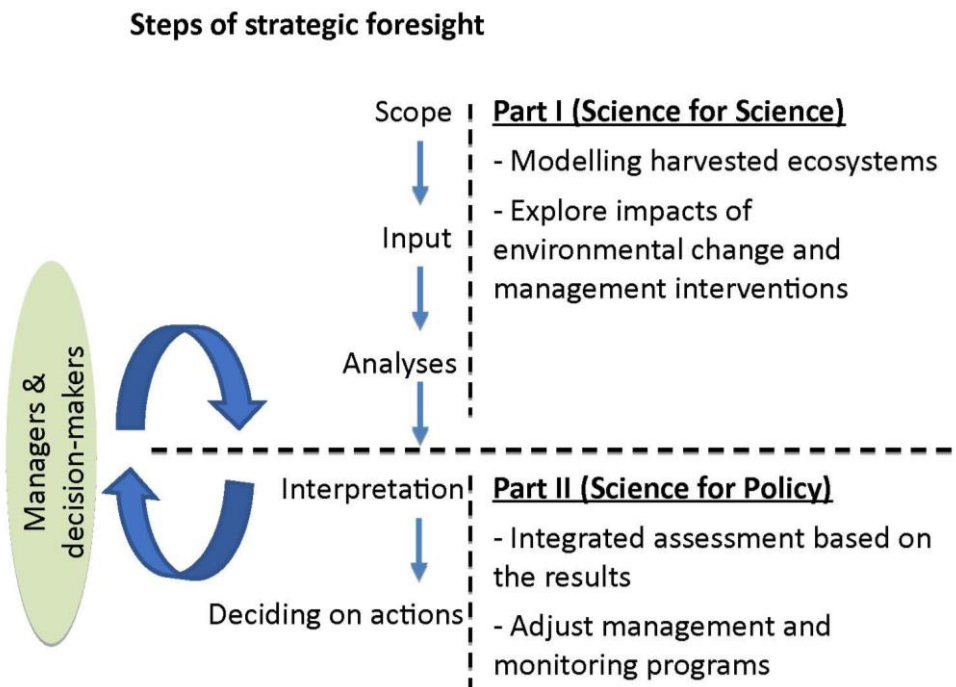 Steps of strategic foresight
Scope
Input
Analyses
Interpretation
Deciding on actions
Managers &
decision-makers
Part I (Science for Science)
- Modelling harvested ecosystems
- Explore impacts of
environmental change and
management interventions
Part II (Science for Policy)
- Integrated assessment based on
the results
- Adjust management and
monitoring programs